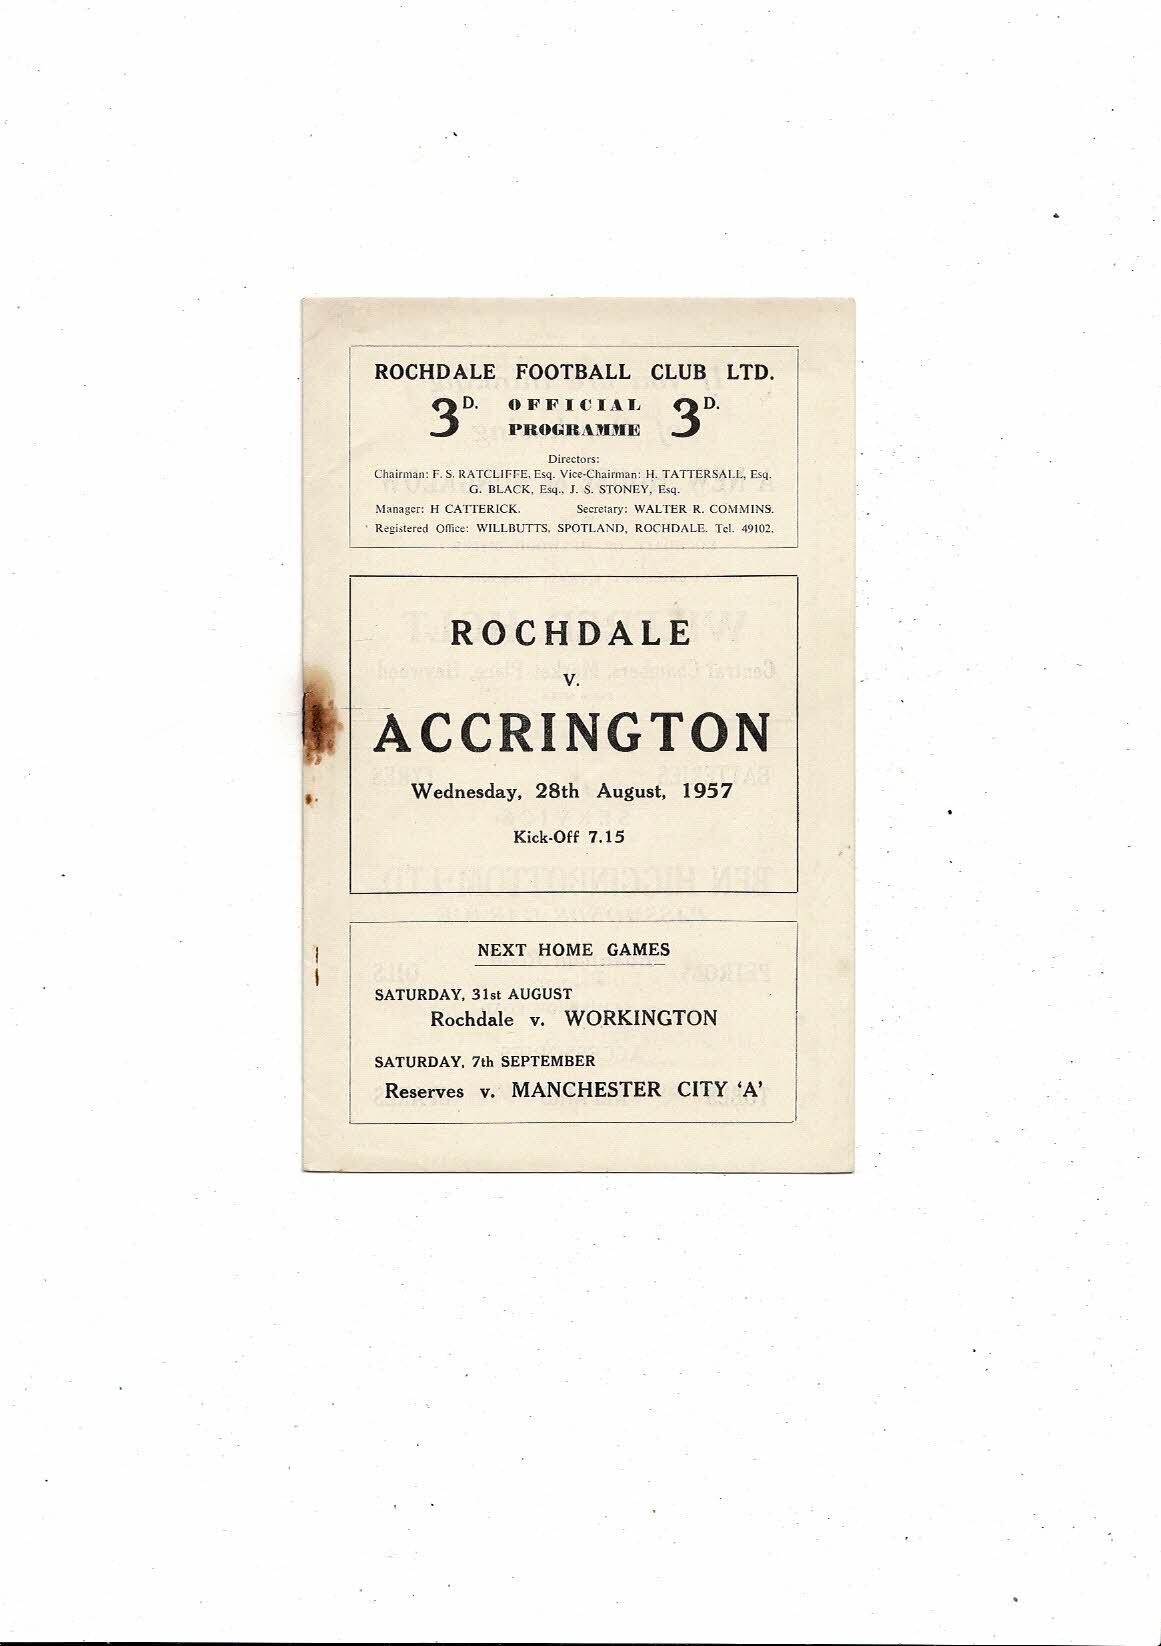 ROCHDALE FOOTBALL CLUB LTD.
3D. OFFICIAL 3D.
PROGRAMME
Directors:
Chairman: F. S. RATCLIFFE, Esq. Vice-Chairman: H. TATTERSALL, Esq.
G. BLACK, Esq., J. S. STONEY, Esq.
Manager: H CATTERICK. Secretary: WALTER R. COMMINS.
Registered Office: WILLBUTTS, SPOTLAND, ROCHDALE. Tel. 49102.
ROCHDALE
v.
ACCRINGTON
Wednesday, 28th August, 1957
Kick-Off 7.15
NEXT HOME GAMES
SATURDAY, 31st AUGUST
Rochdale v. WORKINGTON
SATURDAY, 7th SEPTEMBER
Reserves v. MANCHESTER CITY 'A'